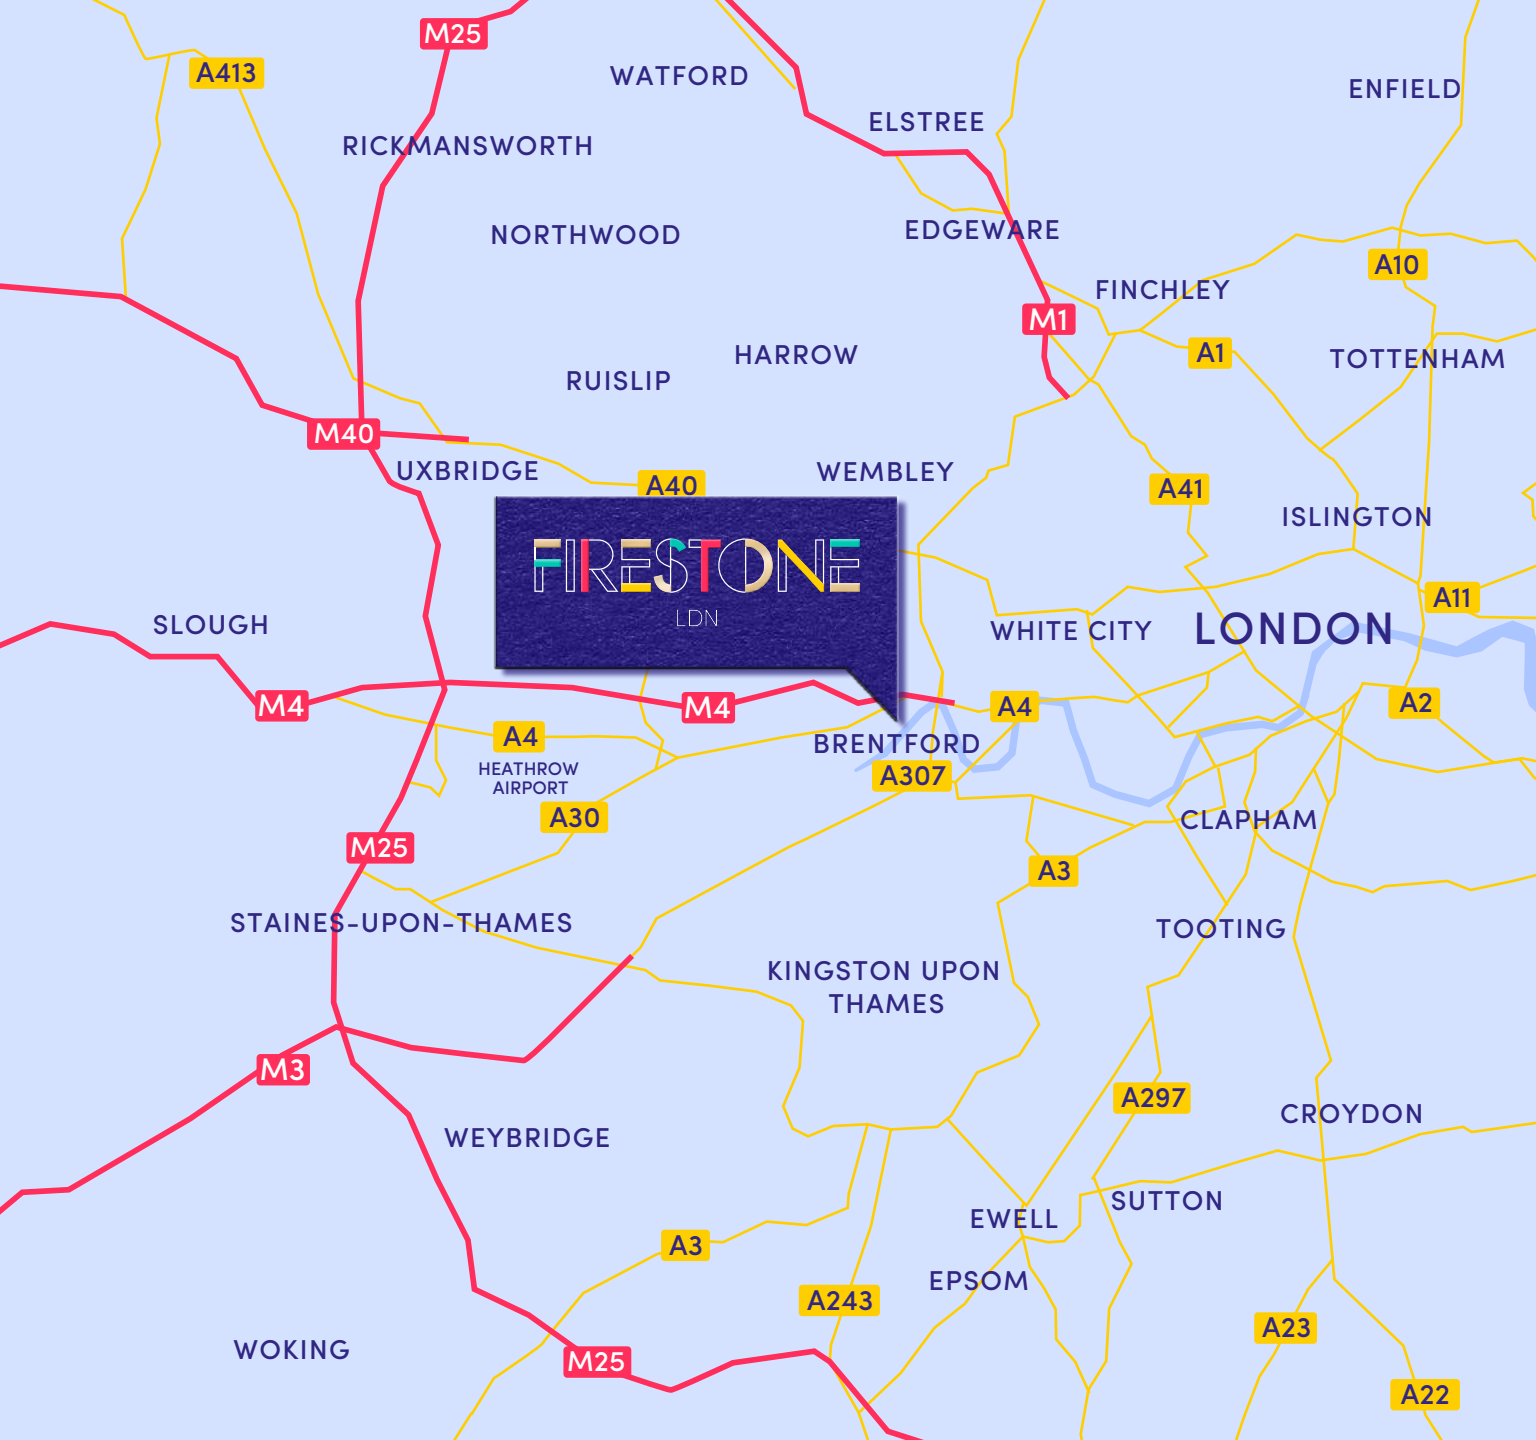 M25
A413
WATFORD
ENFIELD
ELSTREE
RICKMANSWORTH
NORTHWOOD
EDGEWARE
A10
FINCHLEY
M1
A1
TOTTENHAM
HARROW
RUISLIP
M40
UXBRIDGE
WEMBLEY
A40
A41
ISLINGTON
FIRESTONE
LDN
A11
SLOUGH
WHITE CITY
LONDON
M4
M4
A4
A2
A4
BRENTFORD
HEATHROW
AIRPORT
A307
A30
CLAPHAM
M25
A3
STAINES-UPON-THAMES
TOOTING
KINGSTON UPON
THAMES
M3
A297
CROYDON
WEYBRIDGE
SUTTON
EWELL
A3
EPSOM
A243
A23
WOKING
M25
A22